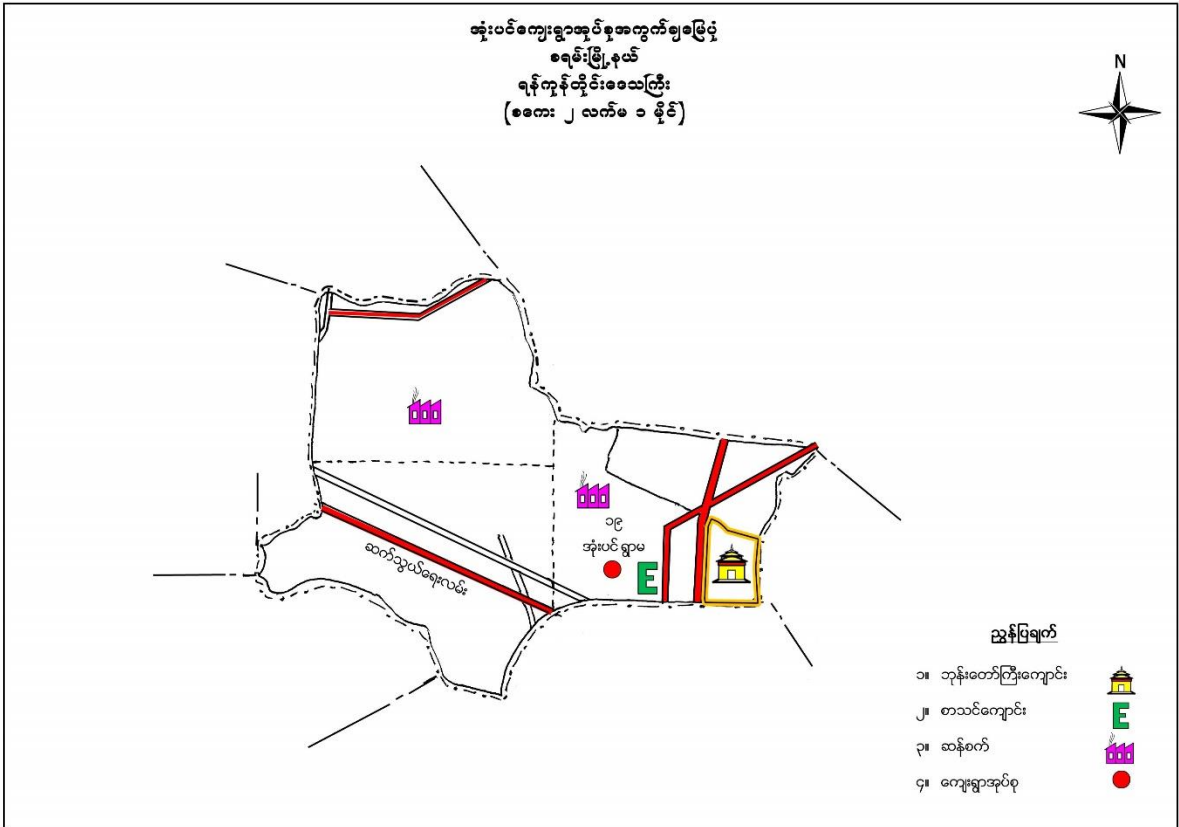 အုံးပင်ကျေးရွာအုပ်စုအကွက်ချမြေပုံ
စရမ်းမြို့နယ်
ရန်ကုန်တိုင်းဒေသကြီး
(စကေး ၂ လက်မ ၁ မိုင်)
N
၁၉
အုံးပင်ရွာမ
E
ဆက်သွယ်ရေးလမ်း
ညွှန်ပြချက်
၁။ ဘုန်းတော်ကြီးကျောင်း
၂။ စာသင်ကျောင်း E
၃။ ဆန်စက်
၄။ ကျေးရွာအုပ်စု